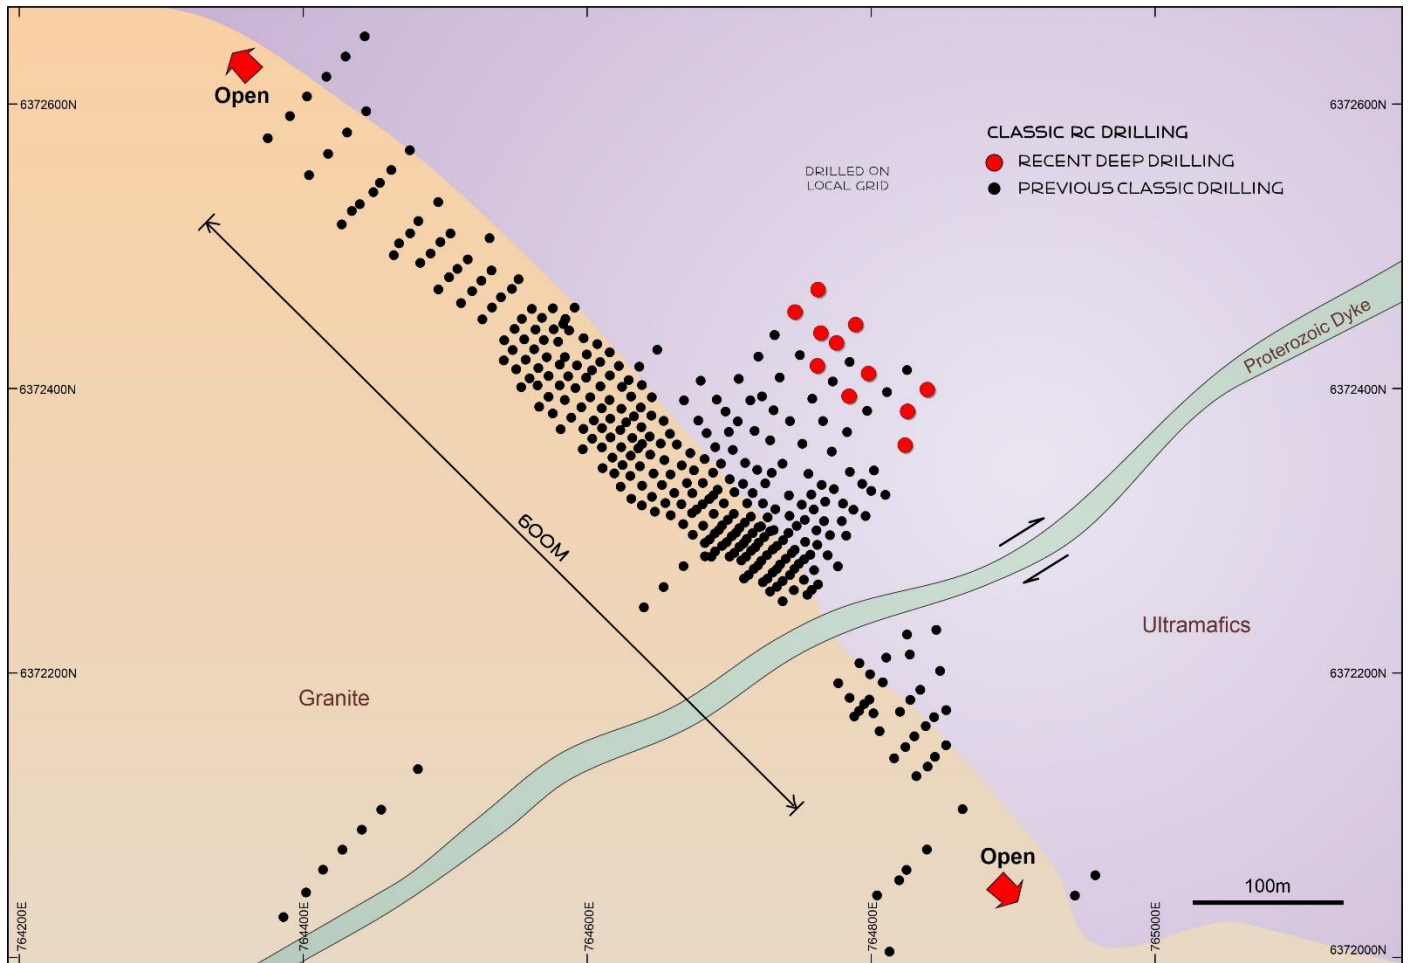 Open
6372600N
6372600N
CLASSIC RC DRILLING
RECENT DEEP DRILLING
PREVIOUS CLASSIC DRILLING
DRILLED ON
LOCAL GRID
Proterozoic Dyke
6372400N
6372400N
600M
Ultramafics
6372200N
6372200N
Granite
Open
100m
764200E
764400E
764600E
764800E
765000E
6372000N